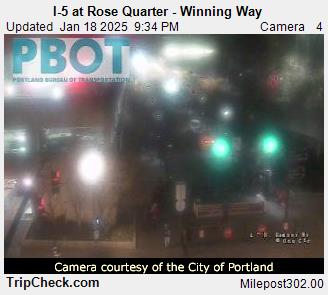 I-5 at Rose Quarter - Winning Way
Updated Jan 18 2025 9:34 PM Camera 4
PBOT
PORTLAND BUREAU OF TRANSPORTATION
Camera courtesy of the City of Portland
TripCheck.com Milepost302.00